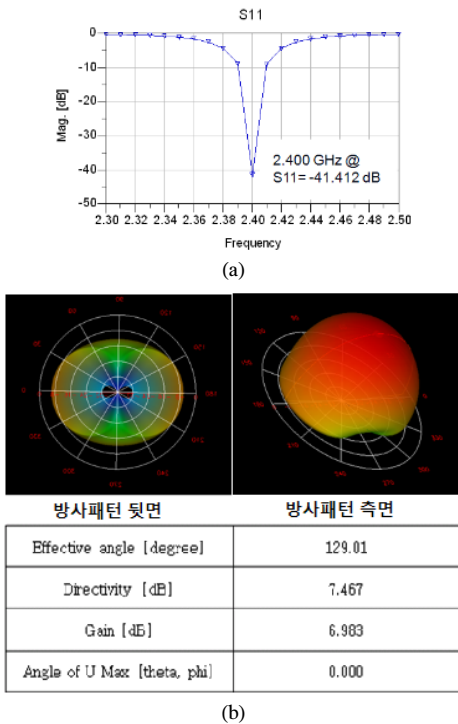 S11
0
-10
-20
-30
-40
-50
Mag. [dB]
2.400 GHz @
S11= -41.412 dB
2.30 2.32 2.34 2.36 2.38 2.40 2.42 2.44 2.46 2.48 2.50
Frequency
(a)
방사패턴 뒷면 방사패턴 측면
Effective angle [degree] 129.01
Directivity [dB] 7.467
Gain [dB] 6.983
Angle of U Max [theta, phi] 0.000
(b)